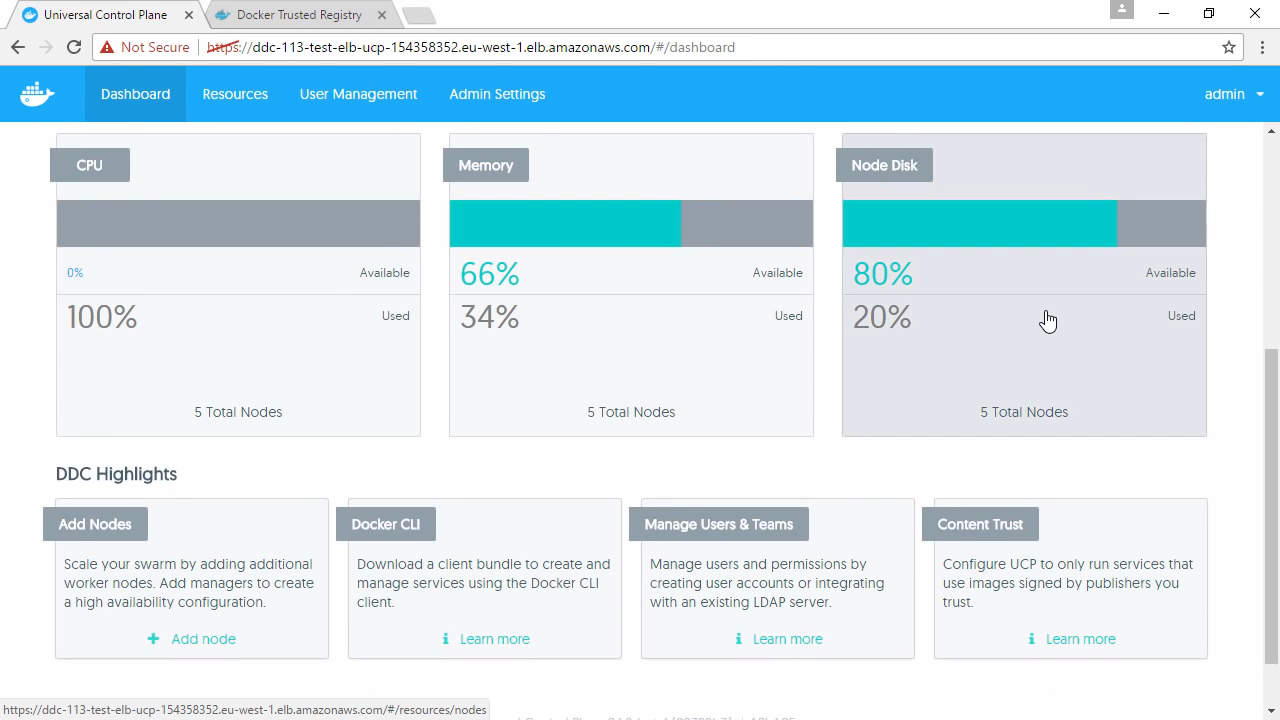 Universal Control Plane
Docker Trusted Registry
Not Secure
https://ddc-113-test-elb-ucp-154358352.eu-west-1.elb.amazonaws.com/#/dashboard
Dashboard
Resources
User Management
Admin Settings
admin
CPU
0% Available
100% Used
5 Total Nodes
Memory
66% Available
34% Used
5 Total Nodes
Node Disk
80% Available
20% Used
5 Total Nodes
DDC Highlights
Add Nodes
Scale your swarm by adding additional
worker nodes. Add managers to create
a high availability configuration.
Add node
Docker CLI
Download a client bundle to create and
manage services using the Docker CLI
client.
Learn more
Manage Users & Teams
Manage users and permissions by
creating user accounts or integrating
with an existing LDAP server.
Learn more
Content Trust
Configure UCP to only run services that
use images signed by publishers you
trust.
Learn more
https://ddc-113-test-elb-ucp-154358352.eu-west-1.elb.amazonaws.com/#/resources/nodes